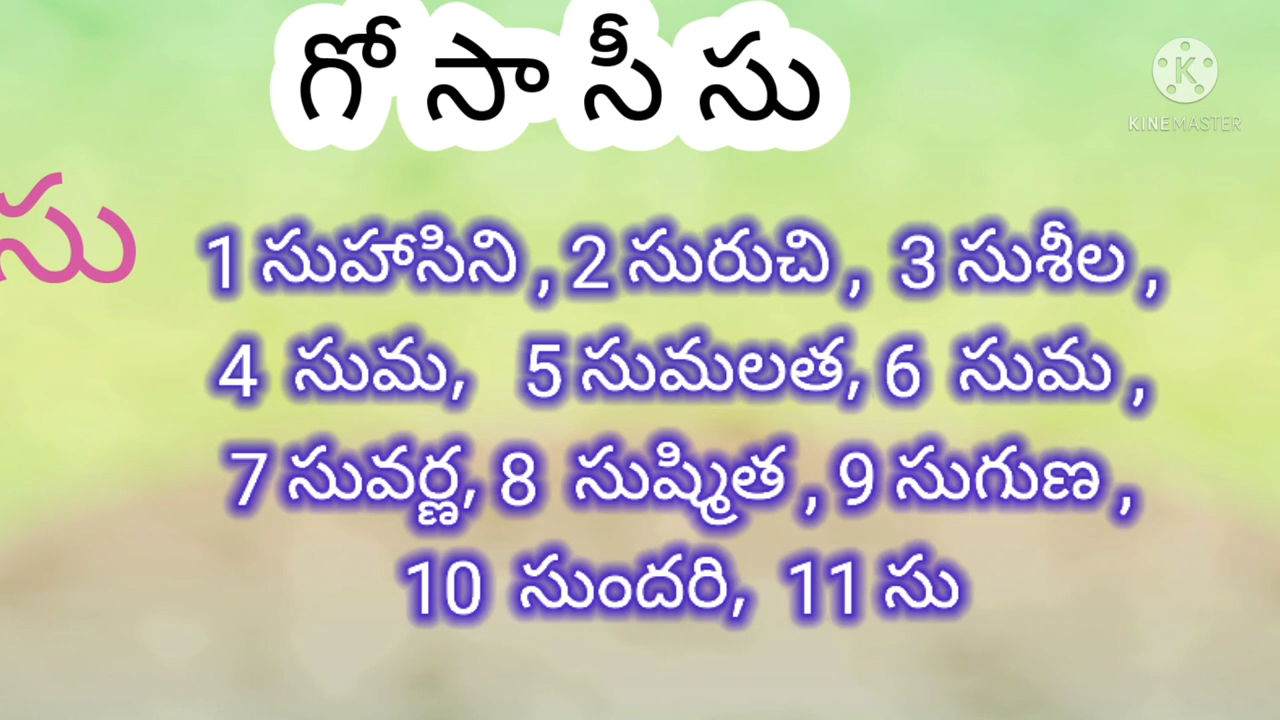 గో సా సీ సు
KINEMASTER
సు
1 సుహాసిని , 2 సురుచి , 3 సుశీల ,
4 సుమ, 5 సుమలత, 6 సుమ ,
7 సువర్ణ, 8 సుష్మిత , 9 సుగుణ ,
10 సుందరి, 11 సు